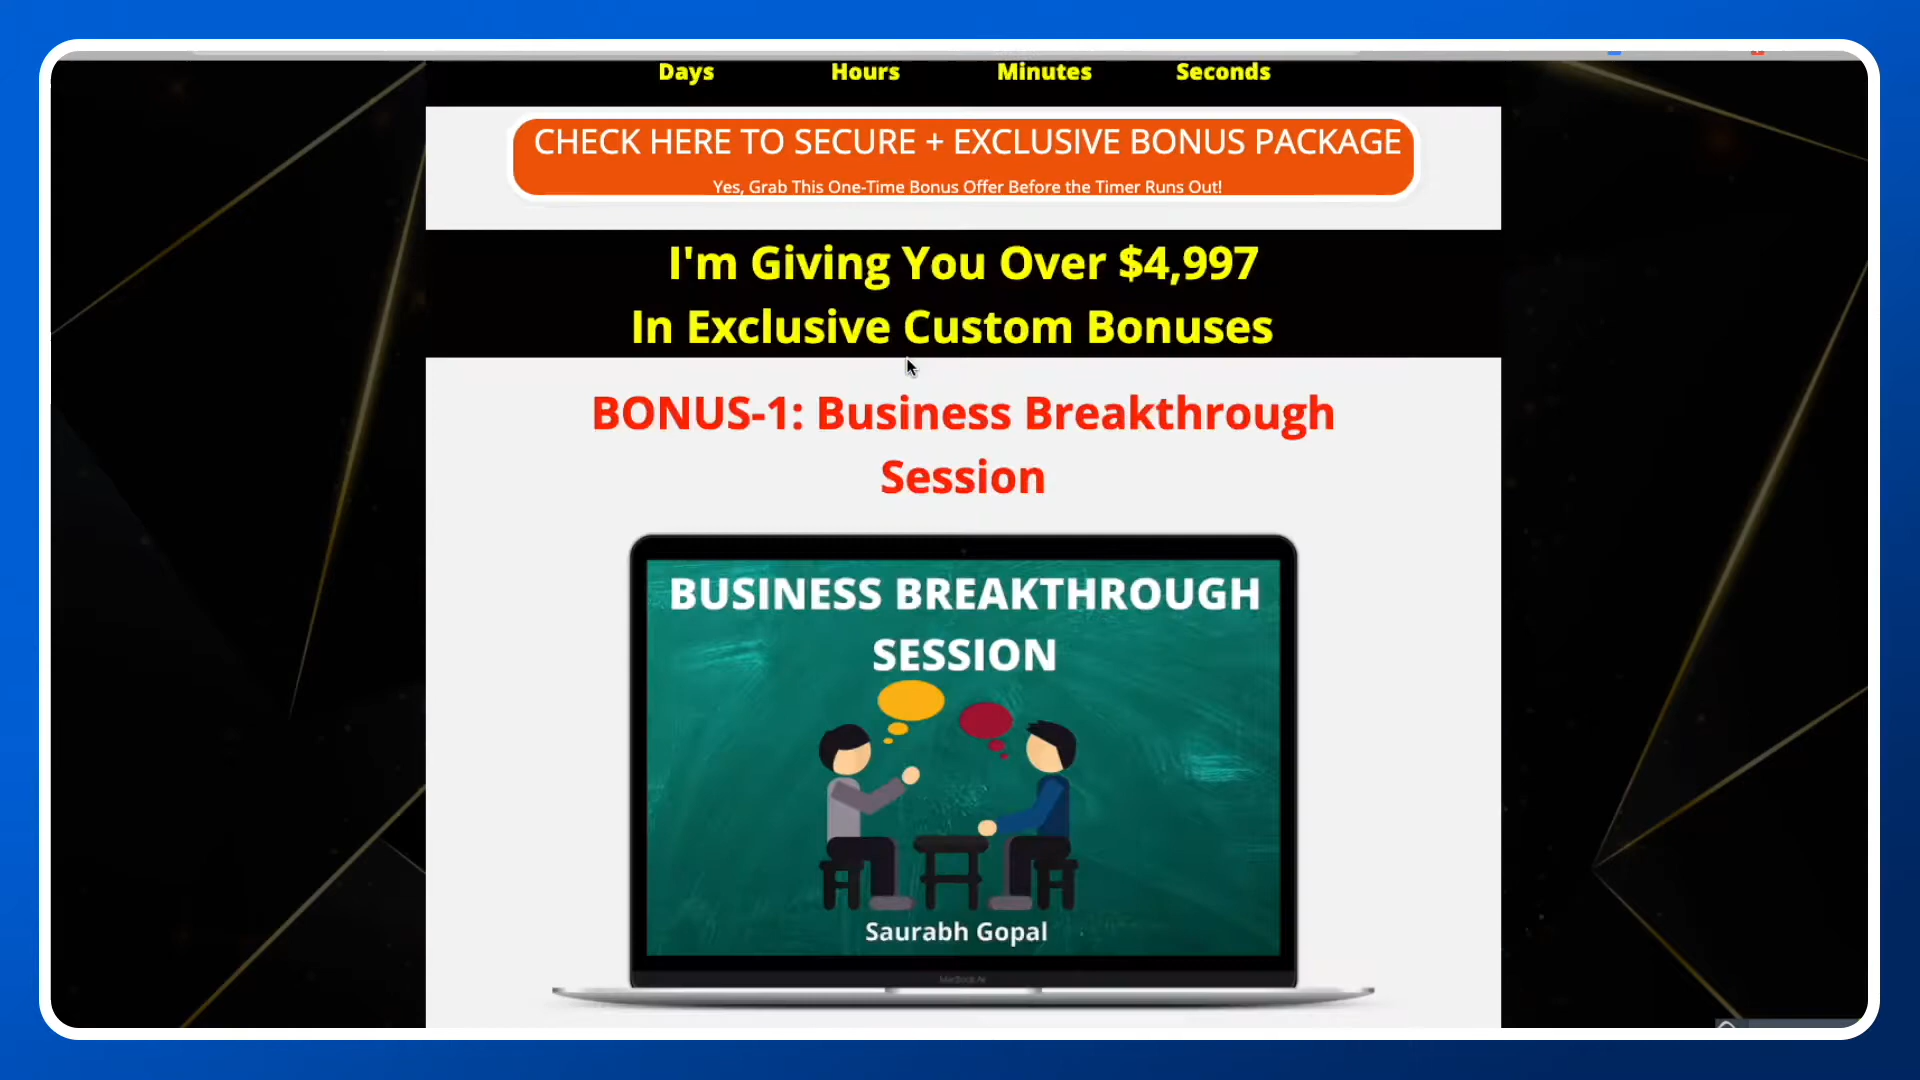 Days Hours Minutes Seconds
CHECK HERE TO SECURE + EXCLUSIVE BONUS PACKAGE
Yes, Grab This One-Time Bonus Offer Before the Timer Runs Out!
I'm Giving You Over $4,997
In Exclusive Custom Bonuses
BONUS-1: Business Breakthrough
Session
BUSINESS BREAKTHROUGH
SESSION
Saurabh Gopal
MacBook Air